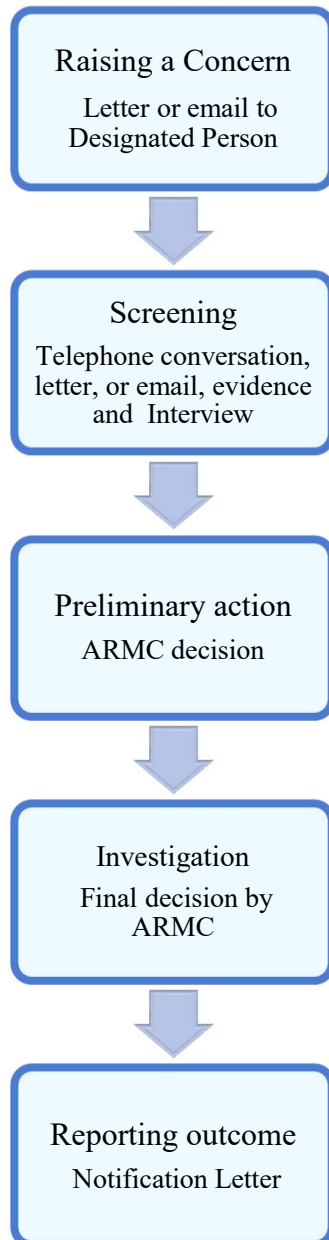 Raising a Concern
Letter or email to
Designated Person
Screening
Telephone conversation,
letter, or email, evidence
and Interview
Preliminary action
ARMC decision
Investigation
Final decision by
ARMC
Reporting outcome
Notification Letter